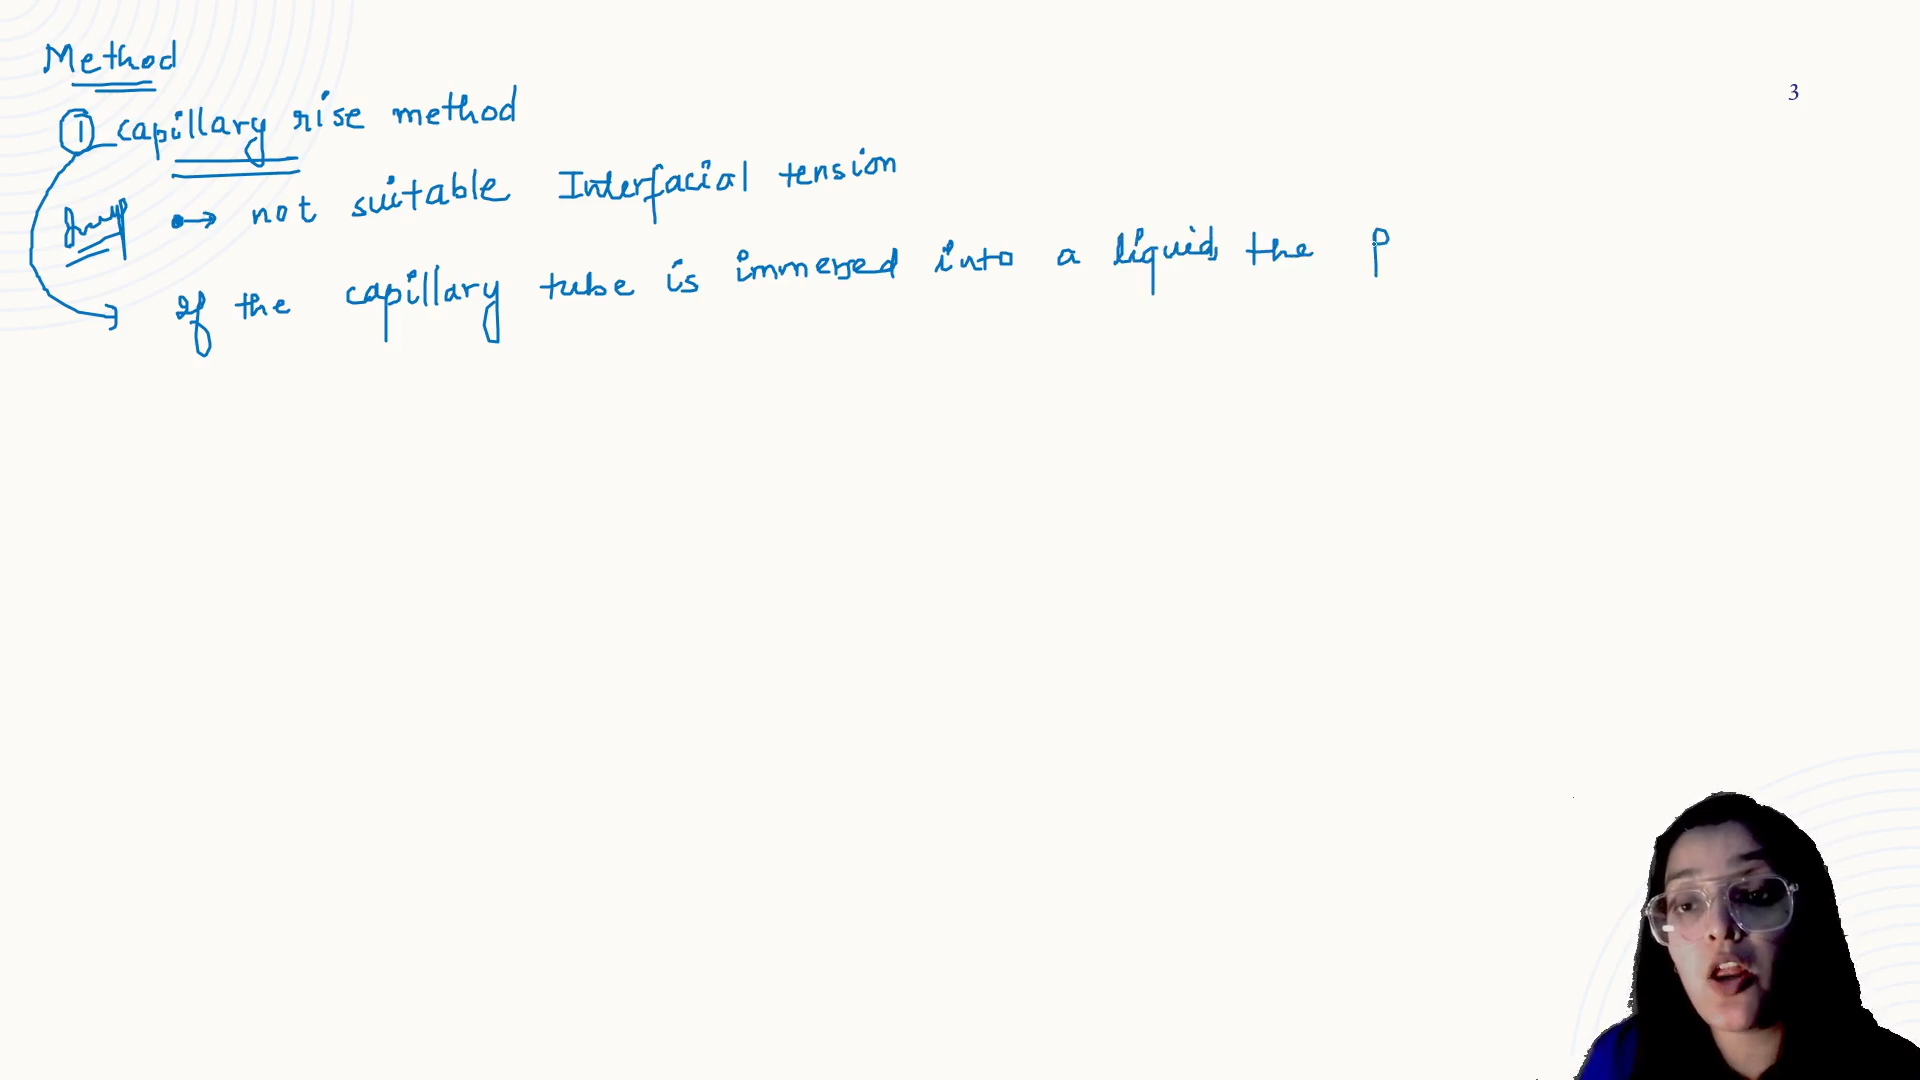 Method
3
① capillary rise method
Imp → not suitable Interfacial tension
→ If the capillary tube is immersed into a liquid, the P